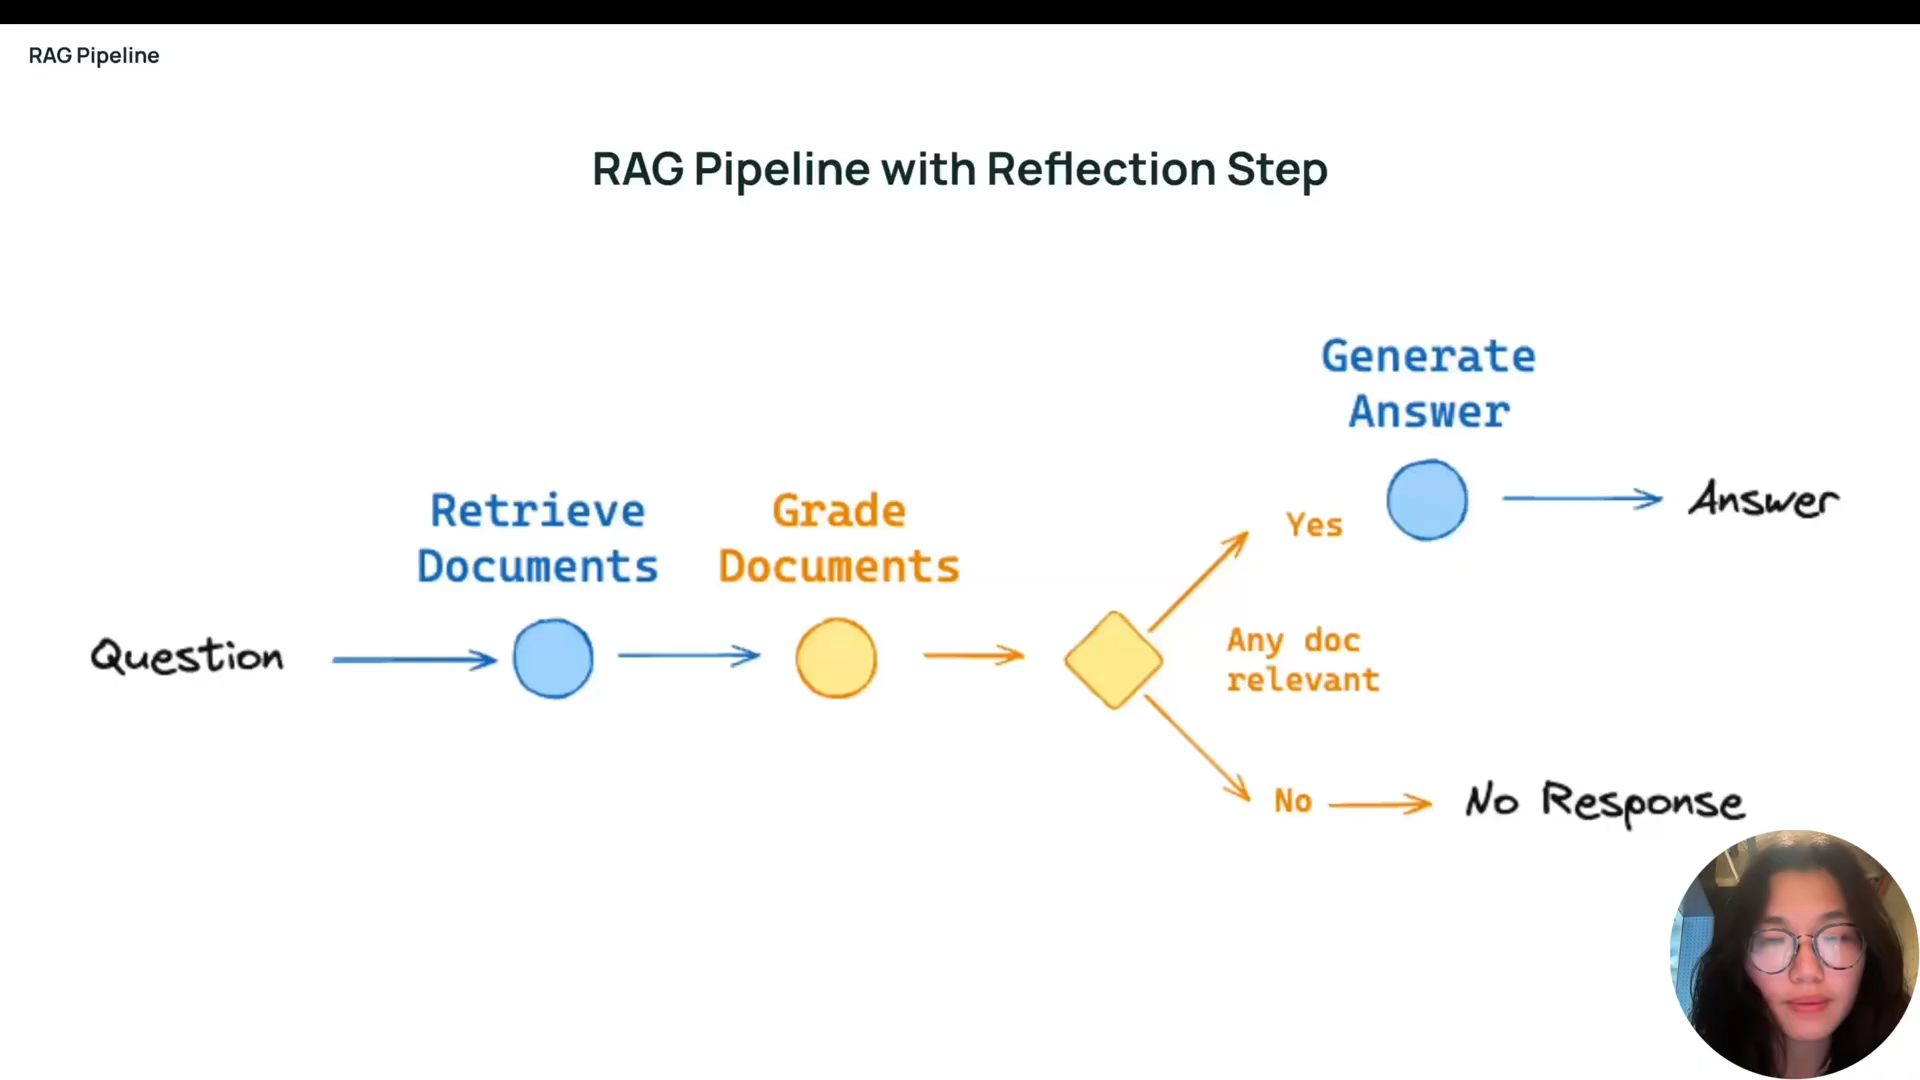 RAG Pipeline
RAG Pipeline with Reflection Step
Question
Retrieve
Documents
Grade
Documents
Any doc
relevant
Yes
Generate
Answer
Answer
No
No Response